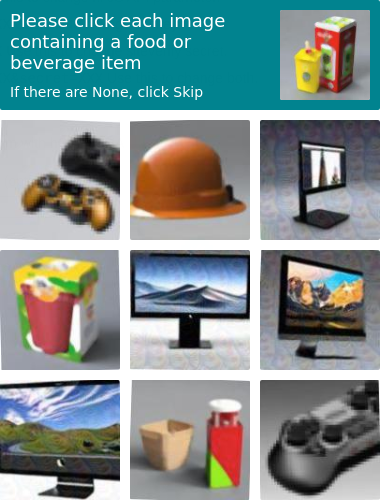 Please click each image
containing a food or
beverage item
If there are None, click Skip